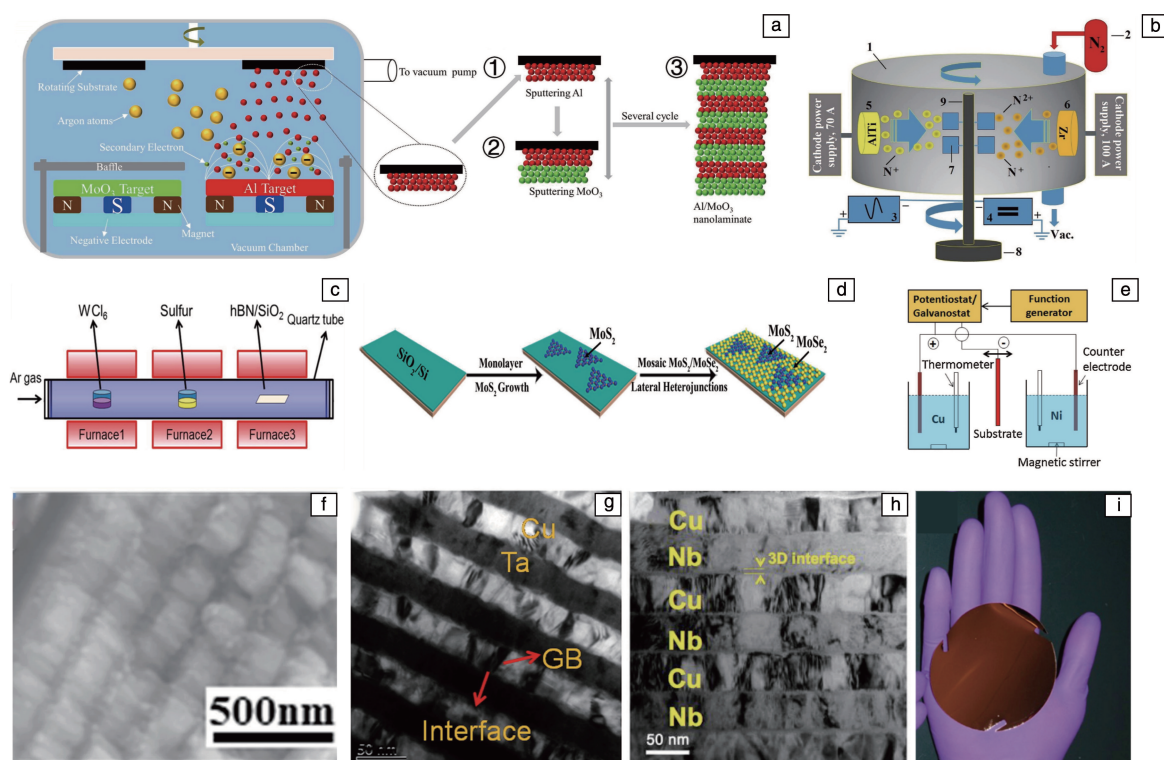 a
Rotating Substrate
To vacuum pump
Argon atoms
Secondary Electron
Baffle
MoO₃ Target
Al Target
N
S
N
N
S
N
Negative Electrode
Magnet
Vacuum Chamber
①
Sputtering Al
②
Sputtering MoO₃
Several cycle
③
Al/MoO₃
nanolaminate
b
1
N₂
2
Cathode power
supply, 70 A
5
AlTi
N⁺
9
N²⁺
7
N⁺
6
Zr
Cathode power
supply, 100 A
+
3
−
−
4
+
Vac.
8
c
WCl₆
Sulfur
hBN/SiO₂
Quartz tube
Ar gas
Furnace1
Furnace2
Furnace3
d
SiO₂/Si
Monolayer
MoS₂ Growth
MoS₂
Mosaic MoS₂/MoSe₂
Lateral Heterojunctions
MoS₂
MoSe₂
e
Potentiostat/
Galvanostat
Function
generator
+
-
Thermometer
Counter
electrode
Cu
Ni
Substrate
Magnetic stirrer
f
500nm
g
Cu
Ta
GB
Interface
50 nm
h
Cu
Nb
3D interface
Cu
Nb
Cu
Nb
50 nm
i